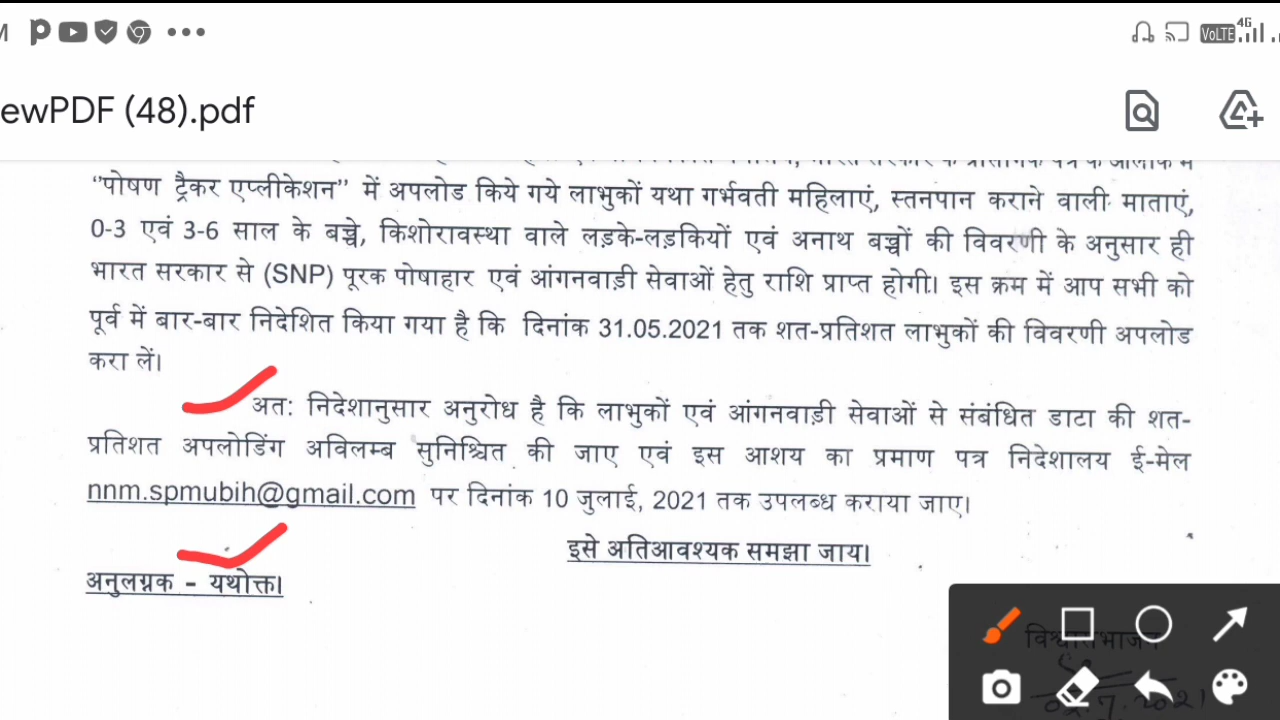 M
VoLTE 4G
ewPDF (48).pdf
"पोषण ट्रैकर एप्लीकेशन" में अपलोड किये गये लाभुकों यथा गर्भवती महिलाएं, स्तनपान कराने वाली माताएं,
0-3 एवं 3-6 साल के बच्चे, किशोरावस्था वाले लड़के-लड़कियों एवं अनाथ बच्चों की विवरणी के अनुसार ही
भारत सरकार से (SNP) पूरक पोषाहार एवं आंगनवाड़ी सेवाओं हेतु राशि प्राप्त होगी। इस क्रम में आप सभी को
पूर्व में बार-बार निदेशित किया गया है कि दिनांक 31.05.2021 तक शत-प्रतिशत लाभुकों की विवरणी अपलोड
करा लें।
अतः निदेशानुसार अनुरोध है कि लाभुकों एवं आंगनवाड़ी सेवाओं से संबंधित डाटा की शत-
प्रतिशत अपलोडिंग अविलम्ब सुनिश्चित की जाए एवं इस आशय का प्रमाण पत्र निदेशालय ई-मेल
nnm.spmubih@gmail.com पर दिनांक 10 जुलाई, 2021 तक उपलब्ध कराया जाए।
इसे अतिआवश्यक समझा जाय।
अनुलग्नक - यथोक्त।
विश्वासभाजन